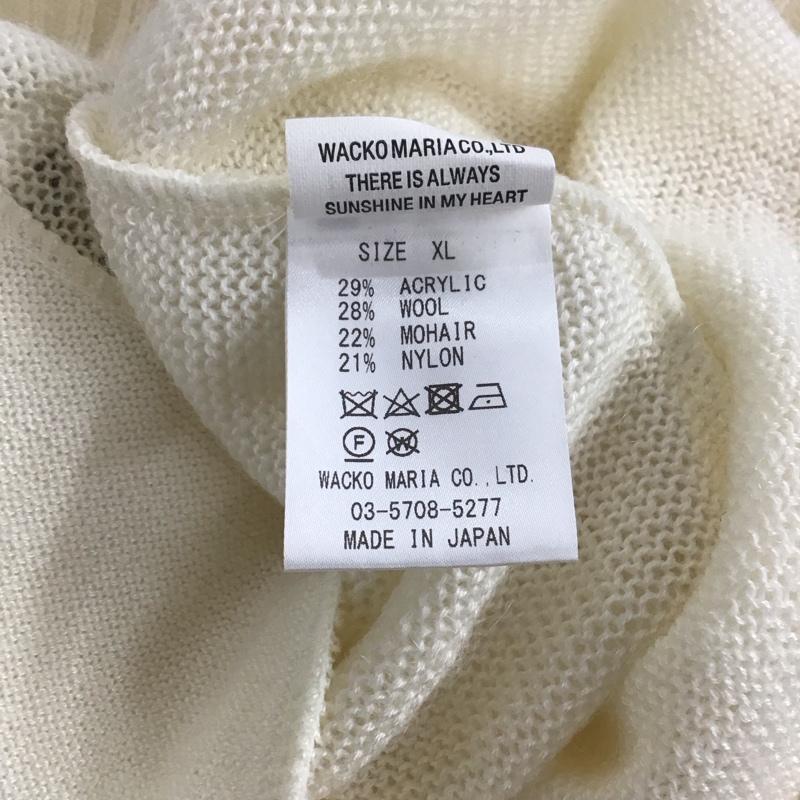 WACKO MARIA CO.,LTD
THERE IS ALWAYS
SUNSHINE IN MY HEART
SIZE XL
29% ACRYLIC
28% WOOL
22% MOHAIR
21% NYLON
F W
WACKO MARIA CO.,LTD.
03-5708-5277
MADE IN JAPAN